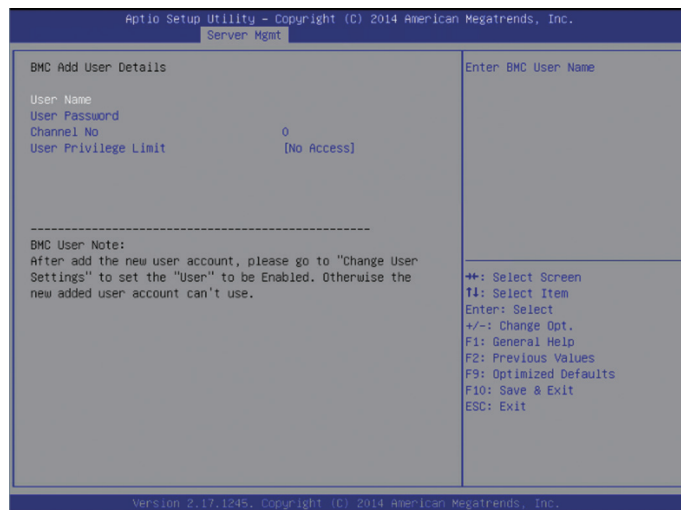 Aptio Setup Utility – Copyright (C) 2014 American Megatrends, Inc.
Server Mgmt
BMC Add User Details
Enter BMC User Name
User Name
User Password
Channel No 0
User Privilege Limit [No Access]
--------------------------------------------------
BMC User Note:
After add the new user account, please go to "Change User
Settings" to set the "User" to be Enabled. Otherwise the
new added user account can't use.
→←: Select Screen
↑↓: Select Item
Enter: Select
+/-: Change Opt.
F1: General Help
F2: Previous Values
F9: Optimized Defaults
F10: Save & Exit
ESC: Exit
Version 2.17.1245. Copyright (C) 2014 American Megatrends, Inc.